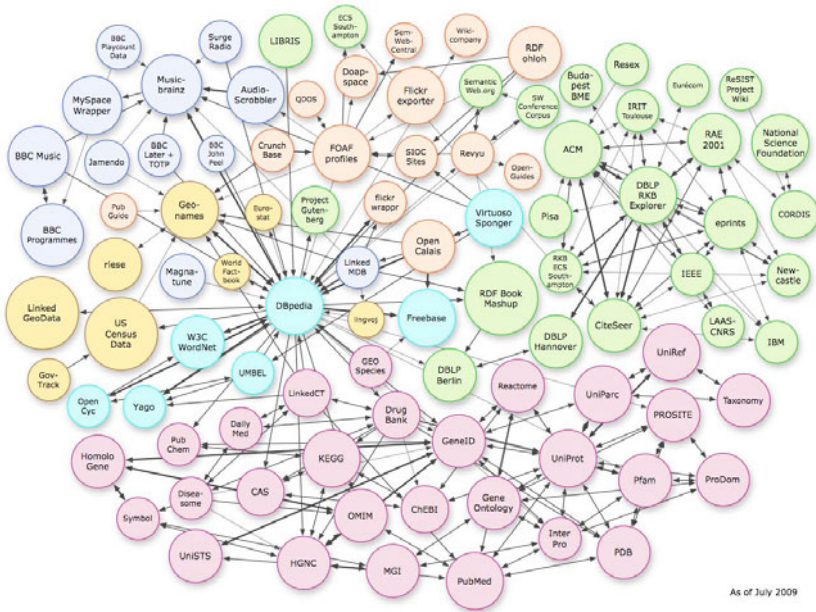 BBC
Playcount
Data
Surge
Radio
LIBRIS
ECS
South-
ampton
Sem-
Web-
Central
Wiki-
company
RDF
ohloh
Resex
Music-
brainz
Audio-
Scrobbler
Doap-
space
Flickr
exporter
Semantic
Web.org
Buda-
pest
BME
Eurécom
ReSIST
Project
Wiki
MySpace
Wrapper
QDOS
SW
Conference
Corpus
IRIT
Toulouse
RAE
2001
National
Science
Foundation
BBC Music
Jamendo
BBC
Later +
TOTP
BBC
John
Peel
Crunch
Base
FOAF
profiles
SIOC
Sites
Revyu
Open-
Guides
ACM
DBLP
RKB
Explorer
Pub
Guide
Geo-
names
Euro-
stat
Project
Guten-
berg
flickr
wrappr
Virtuoso
Sponger
Pisa
eprints
CORDIS
BBC
Programmes
riese
Magna-
tune
World
Fact-
book
Linked
MDB
Open
Calais
RKB
ECS
South-
ampton
IEEE
New-
castle
Linked
GeoData
US
Census
Data
W3C
WordNet
DBpedia
lingvoj
Freebase
RDF Book
Mashup
DBLP
Hannover
CiteSeer
LAAS-
CNRS
IBM
Gov-
Track
Open
Cyc
Yago
UMBEL
GEO
Species
DBLP
Berlin
Reactome
UniRef
UniParc
Taxonomy
LinkedCT
Drug
Bank
Daily
Med
Pub
Chem
KEGG
GeneID
UniProt
PROSITE
Homolo
Gene
Disea-
some
CAS
ChEBI
Gene
Ontology
Pfam
ProDom
Symbol
OMIM
Inter
Pro
PDB
UniSTS
HGNC
MGI
PubMed
As of July 2009